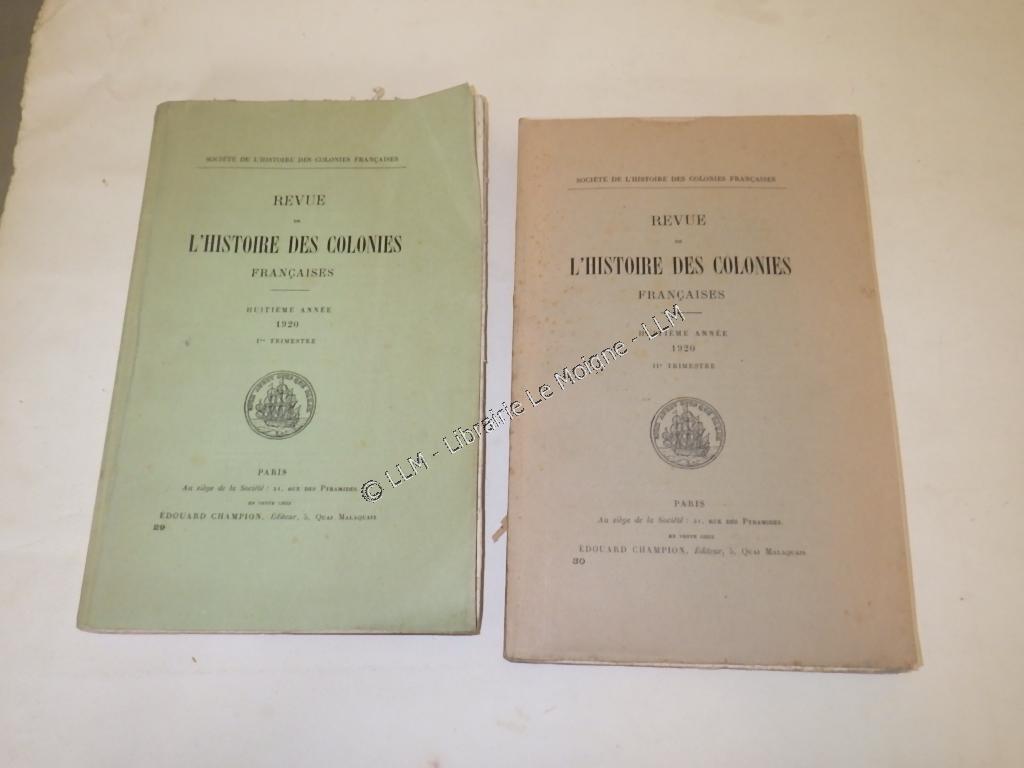 SOCIÉTÉ DE L'HISTOIRE DES COLONIES FRANÇAISES
REVUE
DE
L'HISTOIRE DES COLONIES
FRANÇAISES
HUITIÈME ANNÉE
1920
Ier TRIMESTRE
PARIS
Au siège de la Société : 21, RUE DES PYRAMIDES
EN VENTE CHEZ
ÉDOUARD CHAMPION, Éditeur, 5, QUAI MALAQUAIS
29
SOCIÉTÉ DE L'HISTOIRE DES COLONIES FRANÇAISES
REVUE
DE
L'HISTOIRE DES COLONIES
FRANÇAISES
HUITIÈME ANNÉE
1920
IIe TRIMESTRE
PARIS
Au siège de la Société : 21, RUE DES PYRAMIDES
EN VENTE CHEZ
ÉDOUARD CHAMPION, Éditeur, 5, QUAI MALAQUAIS
30
© LLM - Librairie Le Moigne - LLM